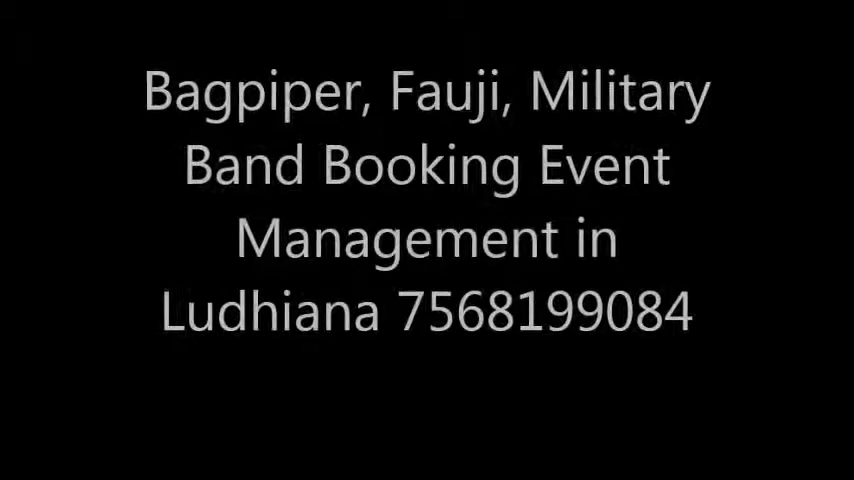 Bagpiper, Fauji, Military
Band Booking Event
Management in
Ludhiana 7568199084